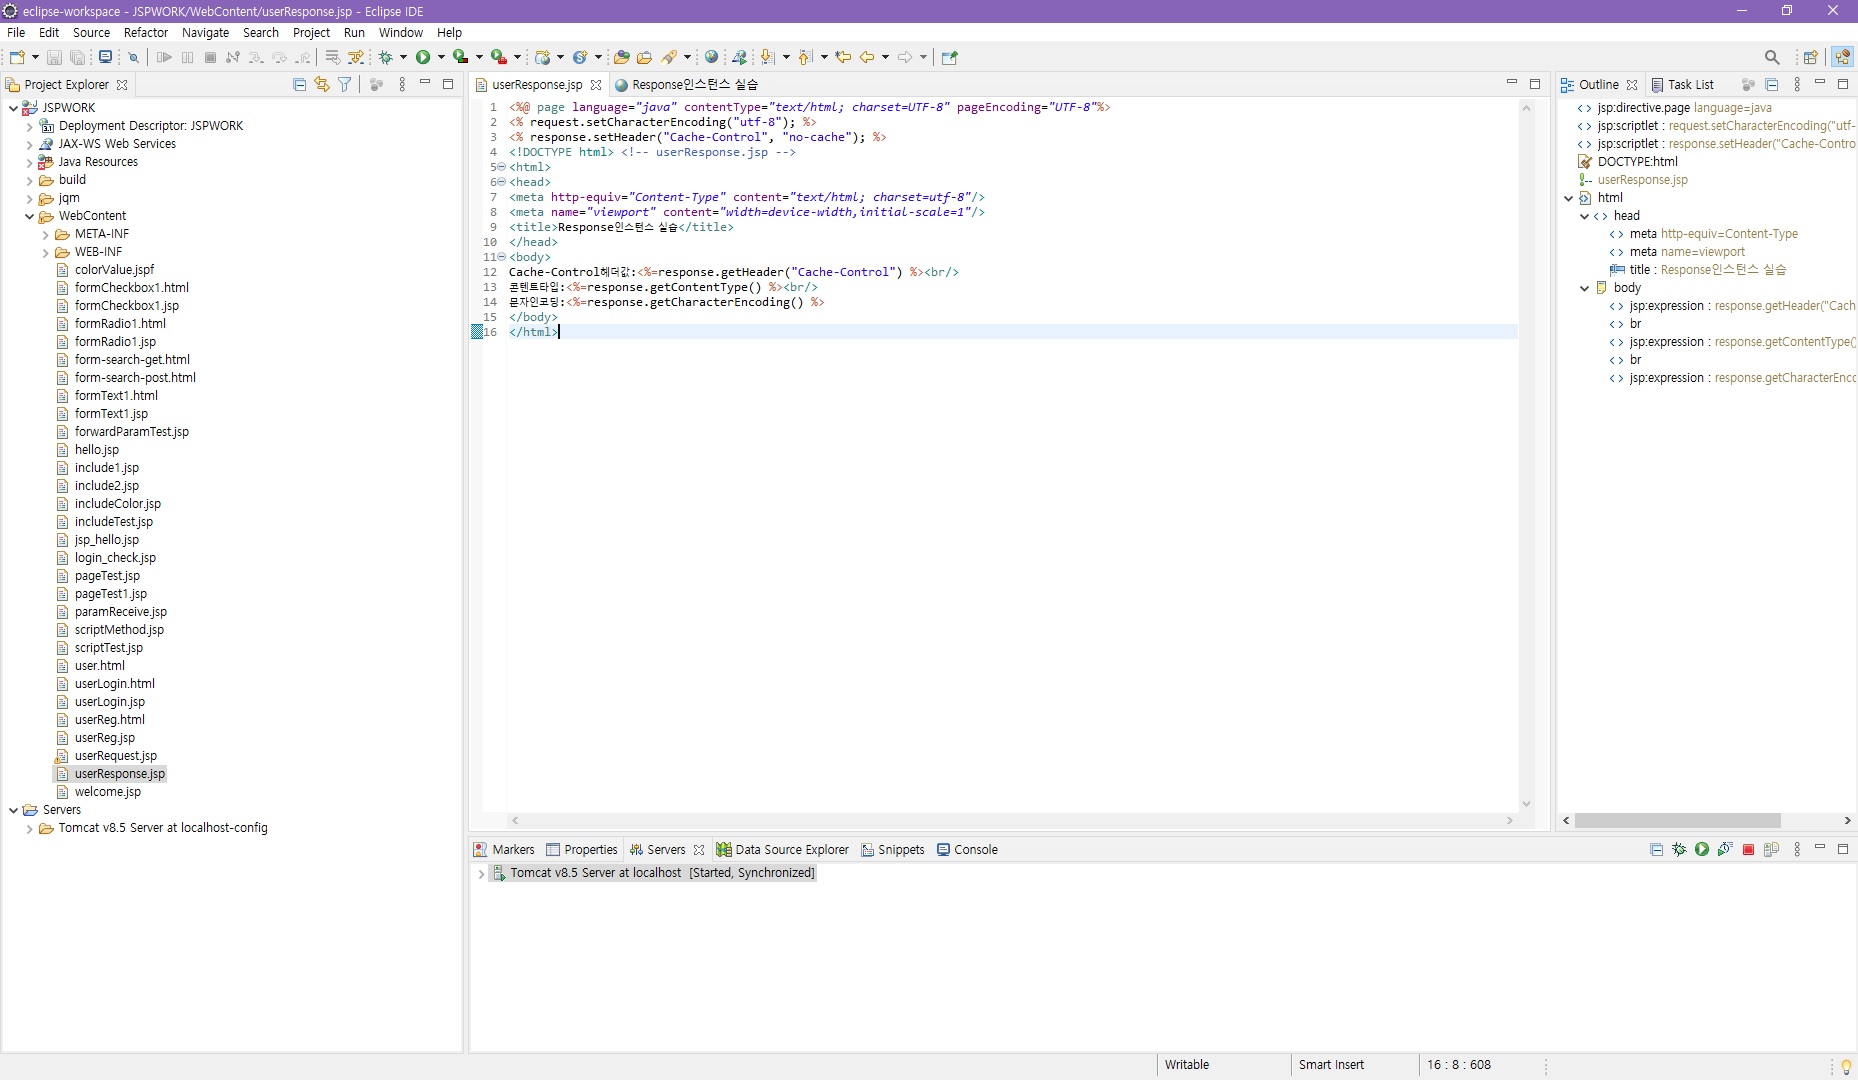 eclipse-workspace - JSPWORK/WebContent/userResponse.jsp - Eclipse IDE
File Edit Source Refactor Navigate Search Project Run Window Help
Project Explorer
JSPWORK
Deployment Descriptor: JSPWORK
JAX-WS Web Services
Java Resources
build
jqm
WebContent
META-INF
WEB-INF
colorValue.jspf
formCheckbox1.html
formCheckbox1.jsp
formRadio1.html
formRadio1.jsp
form-search-get.html
form-search-post.html
formText1.html
formText1.jsp
forwardParamTest.jsp
hello.jsp
include1.jsp
include2.jsp
includeColor.jsp
includeTest.jsp
jsp_hello.jsp
login_check.jsp
pageTest.jsp
pageTest1.jsp
paramReceive.jsp
scriptMethod.jsp
scriptTest.jsp
user.html
userLogin.html
userLogin.jsp
userReg.html
userReg.jsp
userRequest.jsp
userResponse.jsp
welcome.jsp
Servers
Tomcat v8.5 Server at localhost-config
userResponse.jsp Response인스턴스 실습
1 <%@ page language="java" contentType="text/html; charset=UTF-8" pageEncoding="UTF-8"%>
2 <% request.setCharacterEncoding("utf-8"); %>
3 <% response.setHeader("Cache-Control", "no-cache"); %>
4 <!DOCTYPE html> <!-- userResponse.jsp -->
5 <html>
6 <head>
7 <meta http-equiv="Content-Type" content="text/html; charset=utf-8"/>
8 <meta name="viewport" content="width=device-width,initial-scale=1"/>
9 <title>Response인스턴스 실습</title>
10 </head>
11 <body>
12 Cache-Control헤더값:<%=response.getHeader("Cache-Control") %><br/>
13 콘텐트타입:<%=response.getContentType() %><br/>
14 문자인코딩:<%=response.getCharacterEncoding() %>
15 </body>
16 </html>
Outline Task List
jsp:directive.page language=java
jsp:scriptlet : request.setCharacterEncoding("utf-
jsp:scriptlet : response.setHeader("Cache-Contro
DOCTYPE:html
userResponse.jsp
html
head
meta http-equiv=Content-Type
meta name=viewport
title : Response인스턴스 실습
body
jsp:expression : response.getHeader("Cach
br
jsp:expression : response.getContentType()
br
jsp:expression : response.getCharacterEnco
Markers Properties Servers Data Source Explorer Snippets Console
Tomcat v8.5 Server at localhost [Started, Synchronized]
Writable Smart Insert 16 : 8 : 608